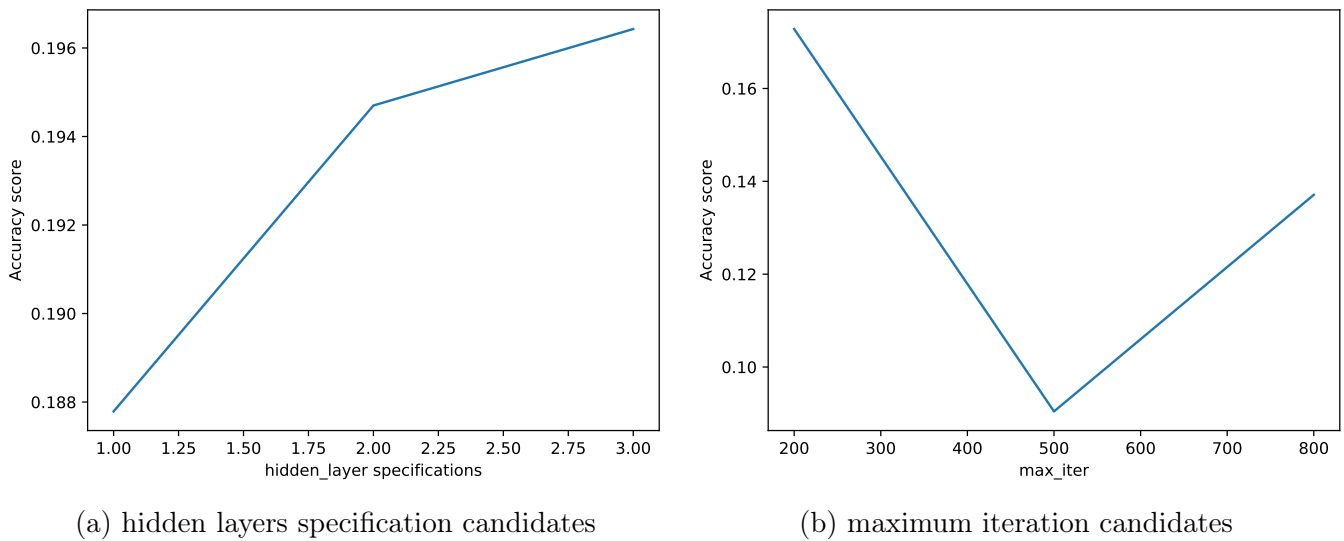 0.196
0.194
0.192
0.190
0.188
Accuracy score
1.00 1.25 1.50 1.75 2.00 2.25 2.50 2.75 3.00
hidden_layer specifications
(a) hidden layers specification candidates
0.16
0.14
0.12
0.10
Accuracy score
200 300 400 500 600 700 800
max_iter
(b) maximum iteration candidates